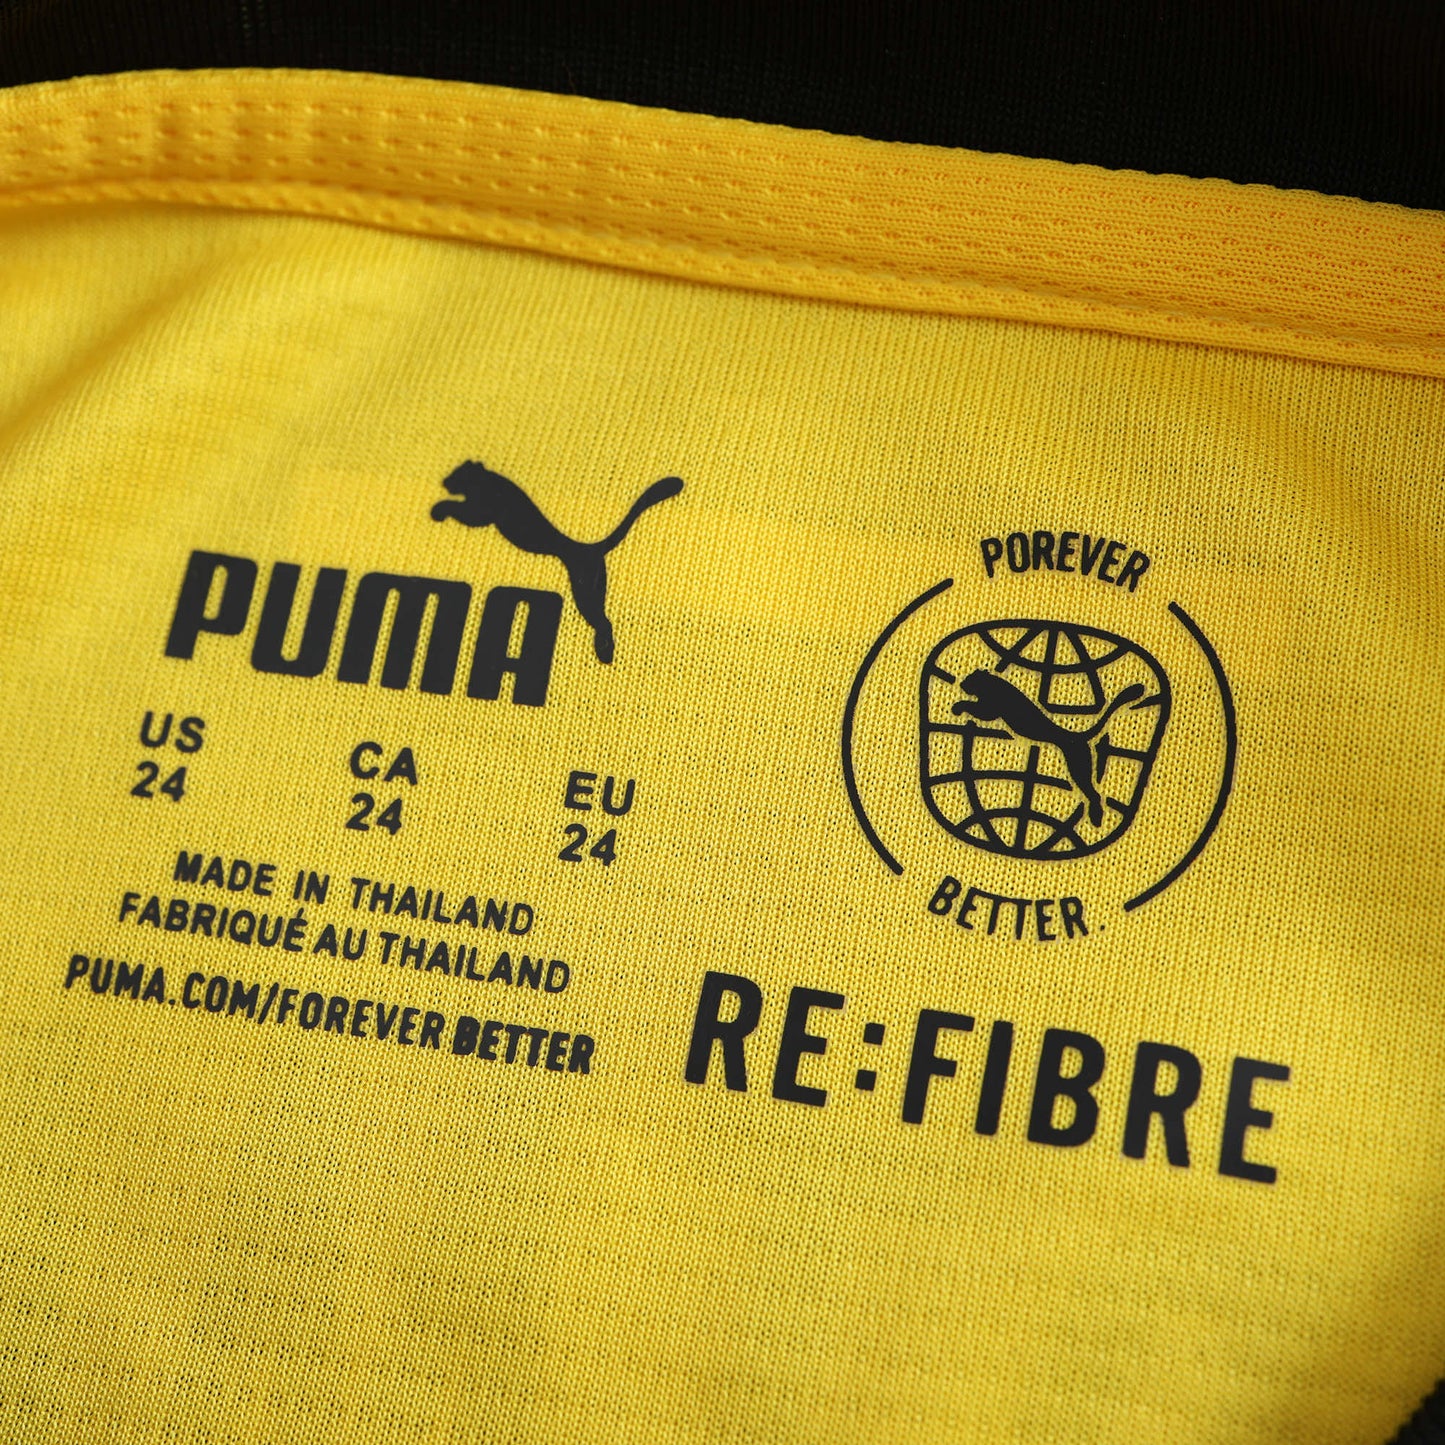 PUMA
US
24
CA
24
EU
24
MADE IN THAILAND
FABRIQUÉ AU THAILAND
PUMA.COM/FOREVER BETTER
POREVER
BETTER.
RE:FIBRE